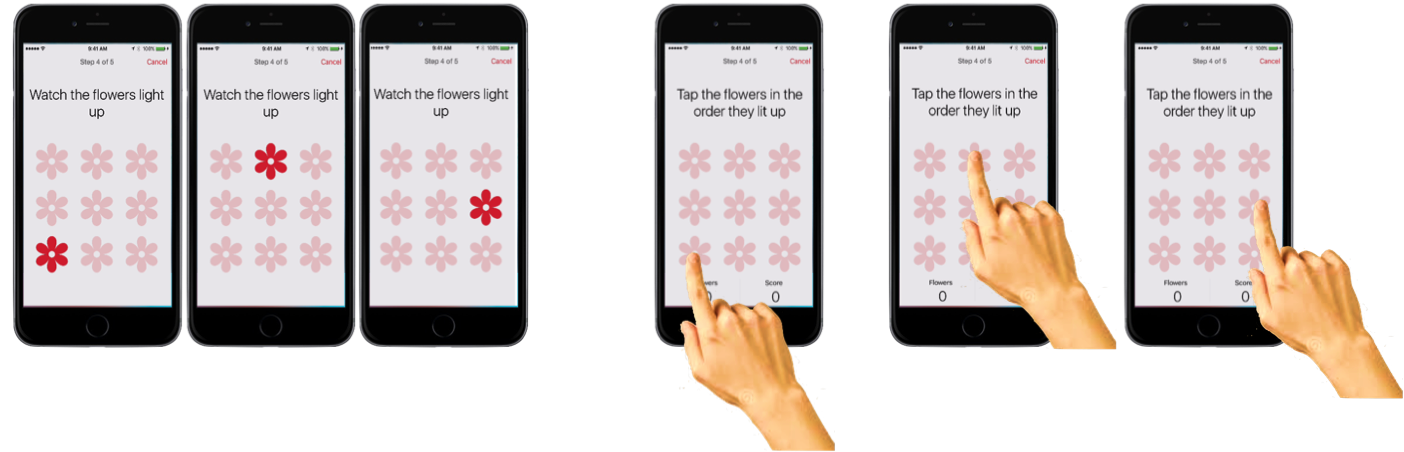 9:41 AM
100%
Step 4 of 5
Cancel
Watch the flowers light
up
9:41 AM
100%
Step 4 of 5
Cancel
Watch the flowers light
up
9:41 AM
100%
Step 4 of 5
Cancel
Watch the flowers light
up
9:41 AM
100%
Step 4 of 5
Cancel
Tap the flowers in the
order they lit up
Score
0
9:41 AM
100%
Step 4 of 5
Cancel
Tap the flowers in the
order they lit up
Flowers
0
9:41 AM
100%
Step 4 of 5
Cancel
Tap the flowers in the
order they lit up
Flowers
0
0